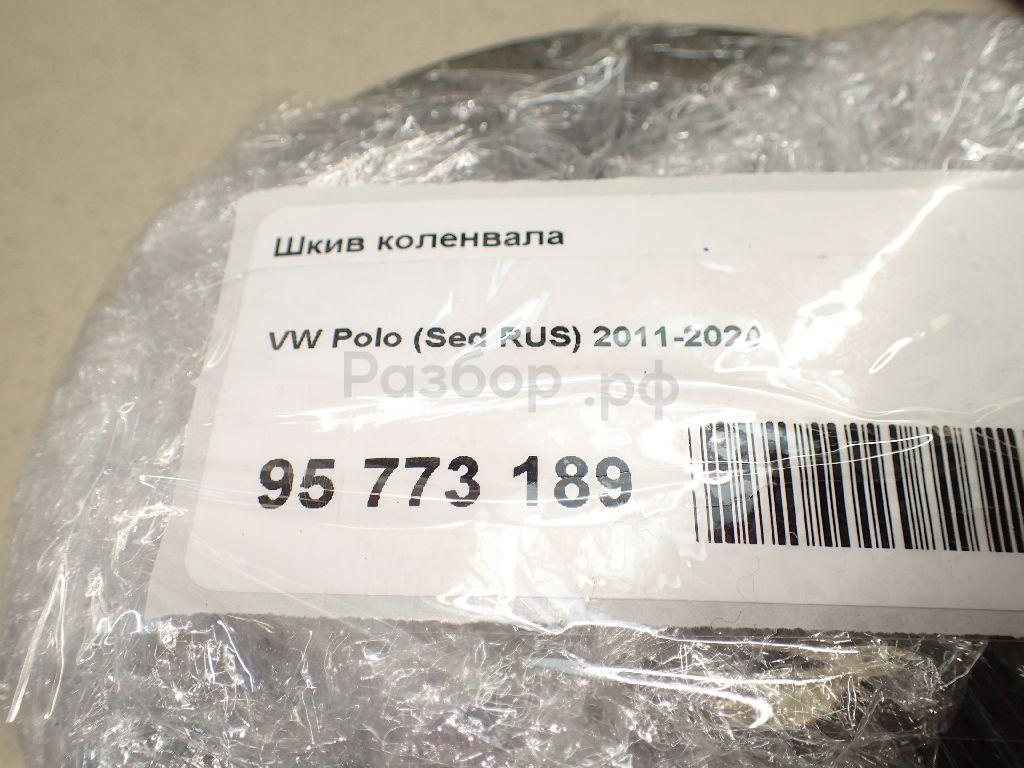 Шкив коленвала
VW Polo (Sed RUS) 2011-2020
Разбор.рф
95 773 189